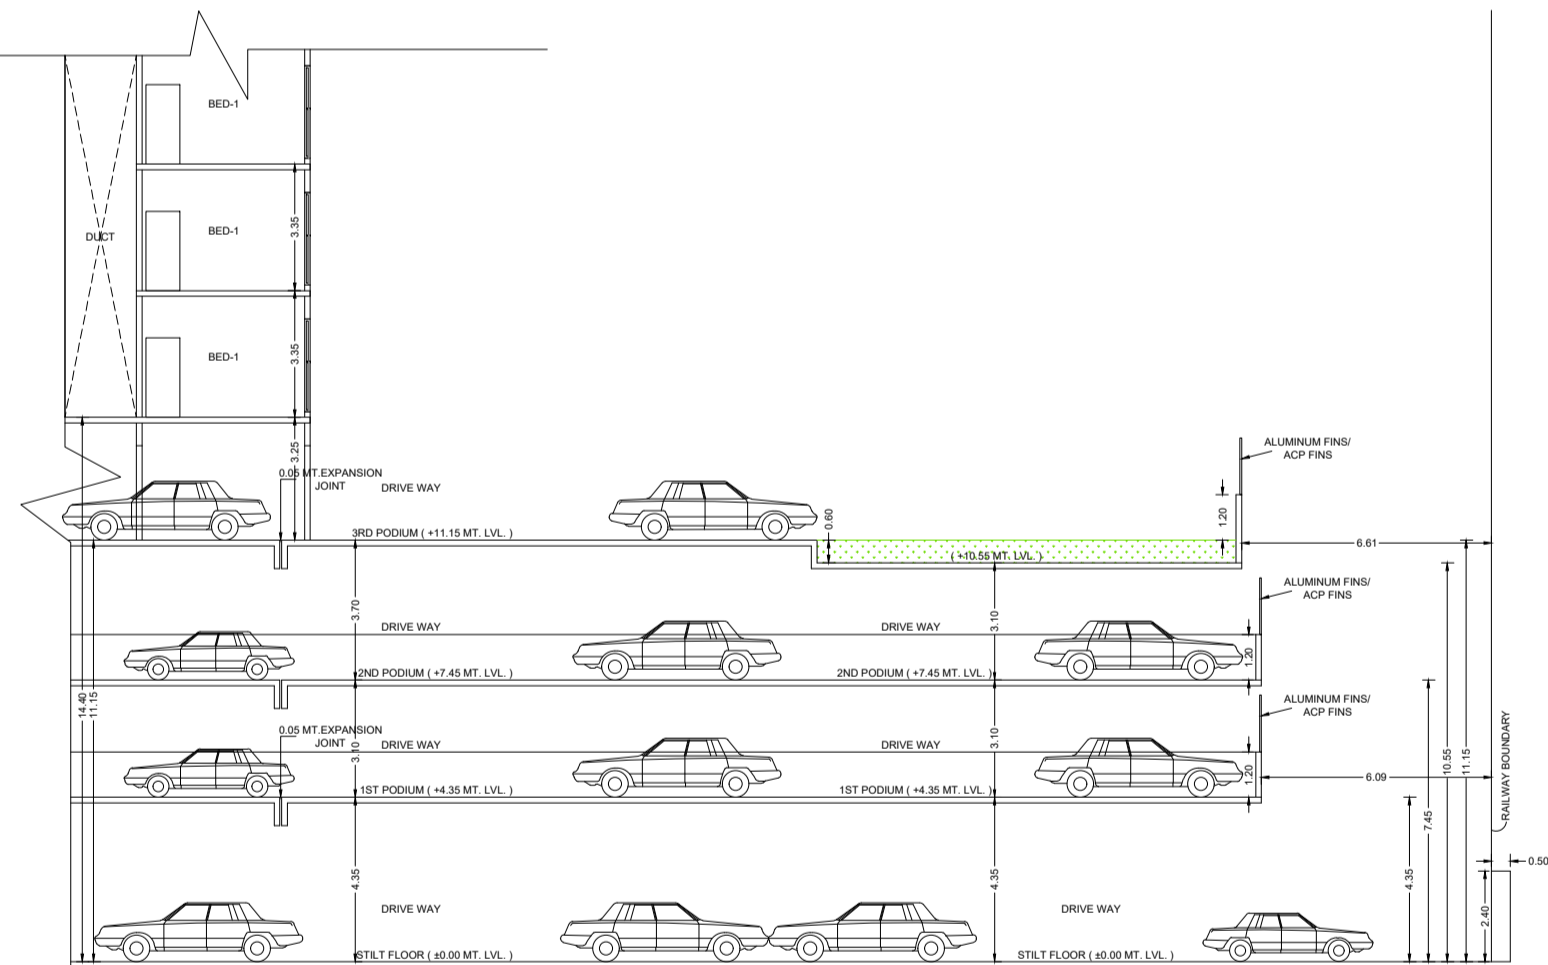 BED-1
DUCT
BED-1
3.35
BED-1
3.35
3.25
ALUMINUM FINS/
ACP FINS
0.05 MT.EXPANSION
JOINT
DRIVE WAY
1.20
0.60
3RD PODIUM ( +11.15 MT. LVL. )
6.61
( +10.55 MT. LVL. )
ALUMINUM FINS/
ACP FINS
3.70
3.10
DRIVE WAY
DRIVE WAY
1.20
2ND PODIUM ( +7.45 MT. LVL. )
2ND PODIUM ( +7.45 MT. LVL. )
14.40
11.15
ALUMINUM FINS/
ACP FINS
0.05 MT.EXPANSION
JOINT
DRIVE WAY
DRIVE WAY
3.10
3.10
1.20
6.09
10.55
11.15
RAILWAY BOUNDARY
1ST PODIUM ( +4.35 MT. LVL. )
1ST PODIUM ( +4.35 MT. LVL. )
7.45
0.50
4.35
4.35
4.35
DRIVE WAY
DRIVE WAY
2.40
STILT FLOOR ( ±0.00 MT. LVL. )
STILT FLOOR ( ±0.00 MT. LVL. )